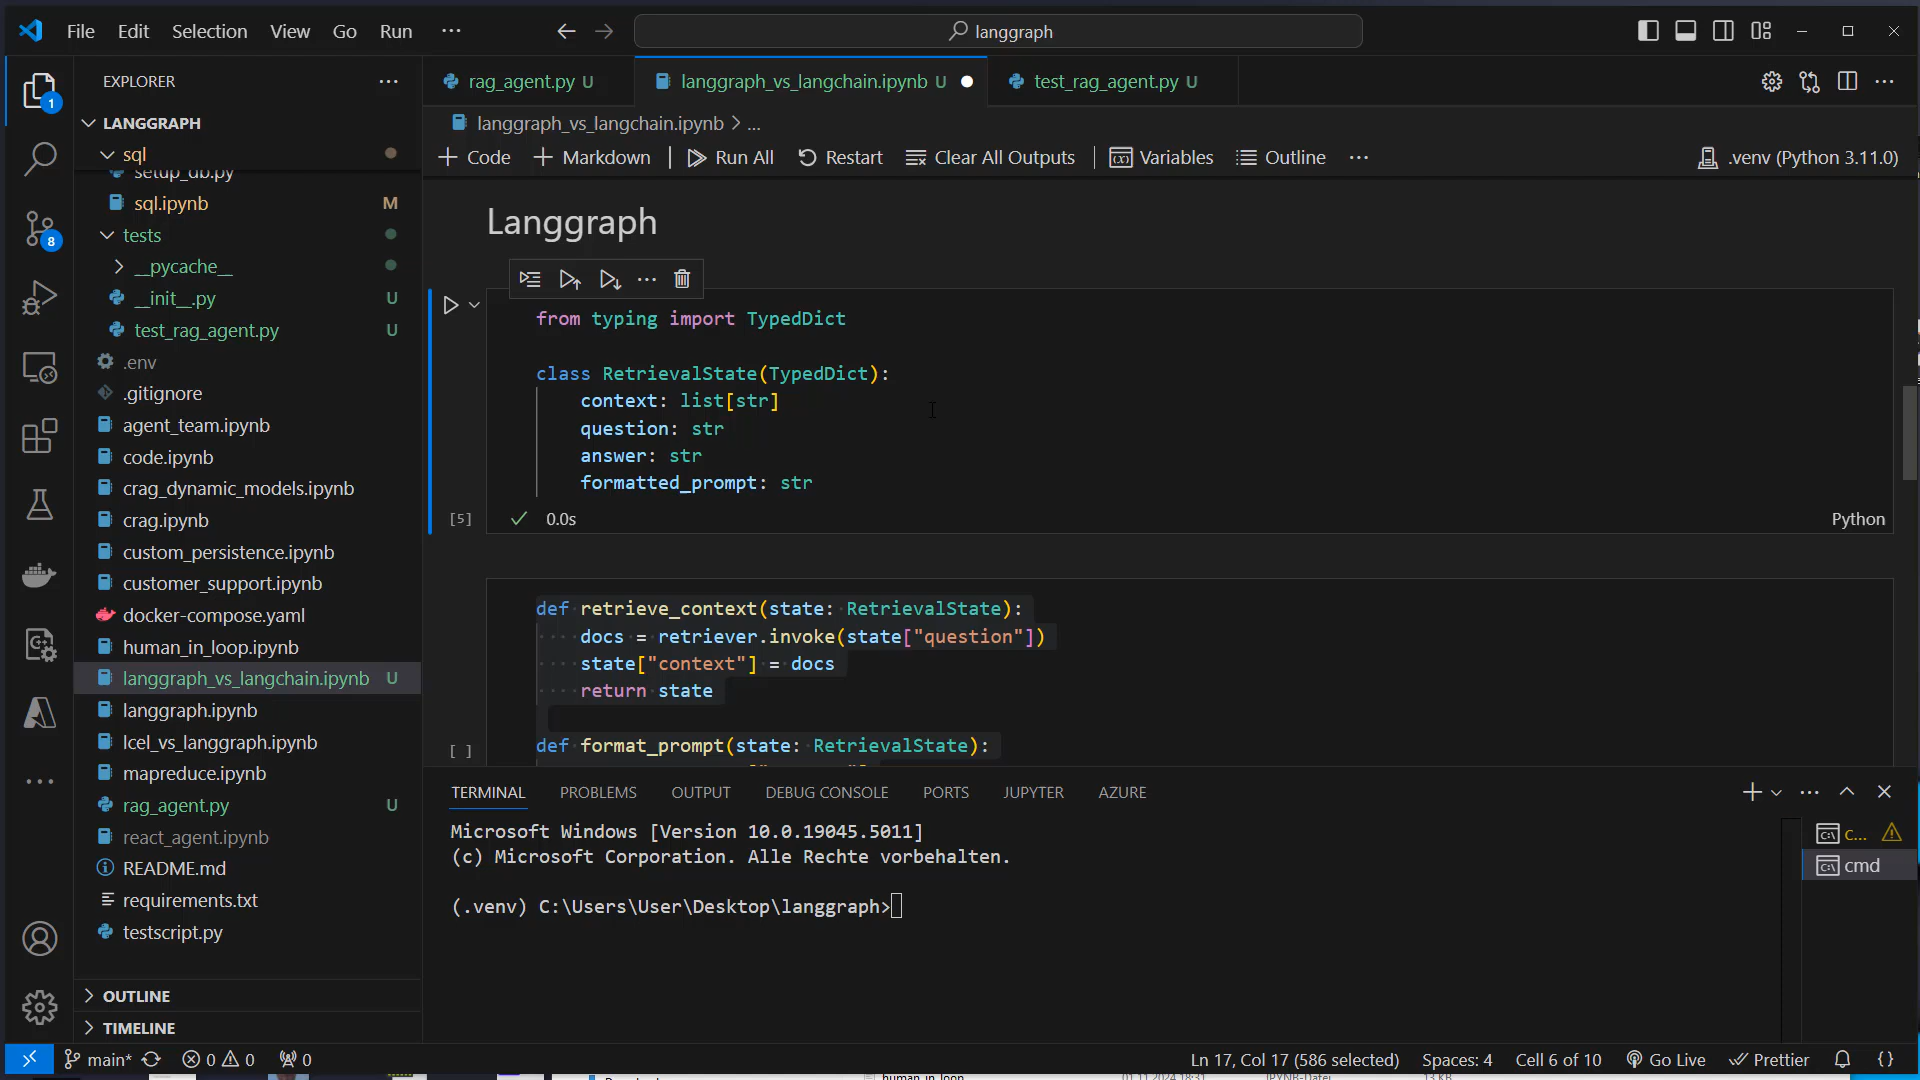 File Edit Selection View Go Run ··· langgraph
EXPLORER
LANGGRAPH
sql
setup_db.py
sql.ipynb M
tests
__pycache__
__init__.py U
test_rag_agent.py U
.env
.gitignore
agent_team.ipynb
code.ipynb
crag_dynamic_models.ipynb
crag.ipynb
custom_persistence.ipynb
customer_support.ipynb
docker-compose.yaml
human_in_loop.ipynb
langgraph_vs_langchain.ipynb U
langgraph.ipynb
lcel_vs_langgraph.ipynb
mapreduce.ipynb
rag_agent.py U
react_agent.ipynb
README.md
requirements.txt
testscript.py
OUTLINE
TIMELINE
1
8
rag_agent.py U langgraph_vs_langchain.ipynb U test_rag_agent.py U
langgraph_vs_langchain.ipynb > ...
+ Code + Markdown Run All Restart Clear All Outputs Variables Outline ··· .venv (Python 3.11.0)
Langgraph
from typing import TypedDict
class RetrievalState(TypedDict):
context: list[str]
question: str
answer: str
formatted_prompt: str
[5] 0.0s Python
def retrieve_context(state: RetrievalState):
docs = retriever.invoke(state["question"])
state["context"] = docs
return state
def format_prompt(state: RetrievalState):
[ ]
TERMINAL PROBLEMS OUTPUT DEBUG CONSOLE PORTS JUPYTER AZURE
Microsoft Windows [Version 10.0.19045.5011]
(c) Microsoft Corporation. Alle Rechte vorbehalten.
(.venv) C:\Users\User\Desktop\langgraph>
c...
cmd
main* 0 0 0 Ln 17, Col 17 (586 selected) Spaces: 4 Cell 6 of 10 Go Live Prettier